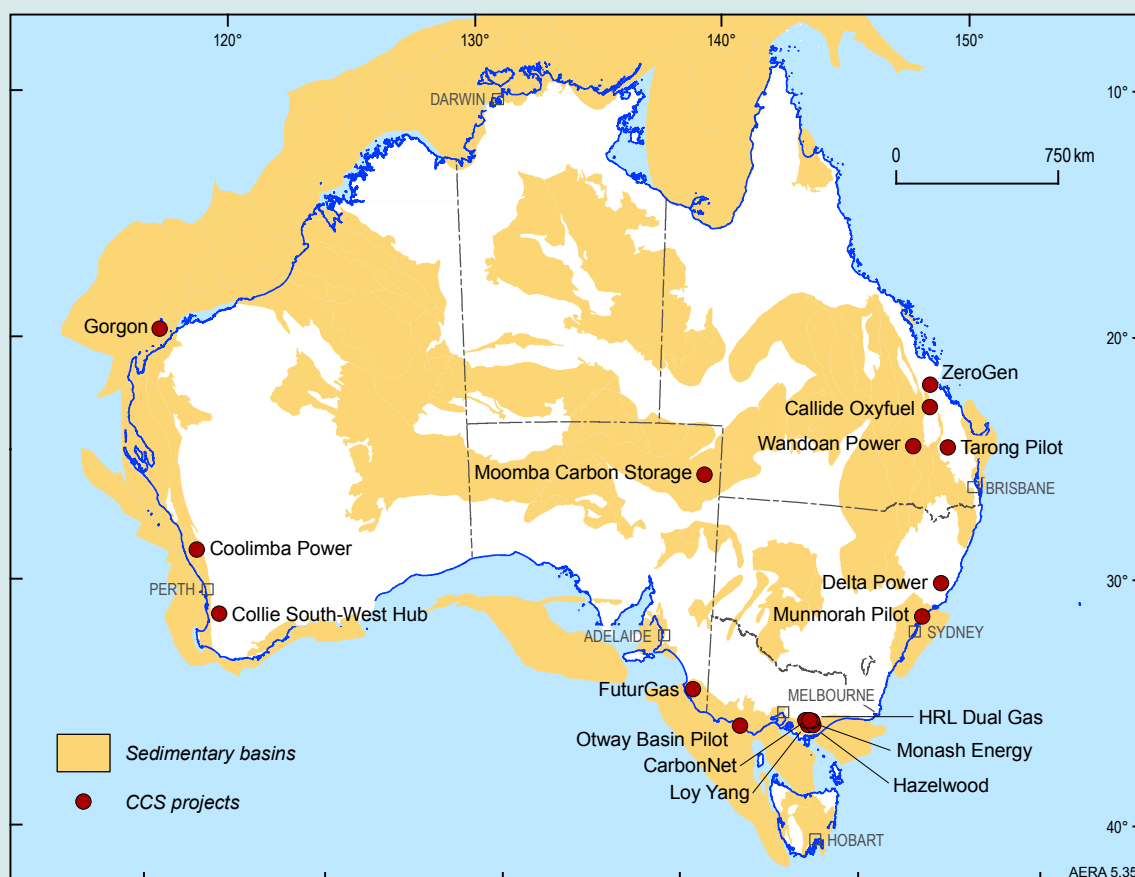 120°
130°
140°
150°
DARWIN
10°
0
750 km
Gorgon
20°
ZeroGen
Callide Oxyfuel
Wandoan Power
Tarong Pilot
Moomba Carbon Storage
BRISBANE
Coolimba Power
PERTH
Delta Power
30°
Collie South-West Hub
Munmorah Pilot
ADELAIDE
SYDNEY
FuturGas
MELBOURNE
HRL Dual Gas
Otway Basin Pilot
Monash Energy
CarbonNet
Sedimentary basins
Hazelwood
Loy Yang
CCS projects
40°
HOBART
AERA 5.35